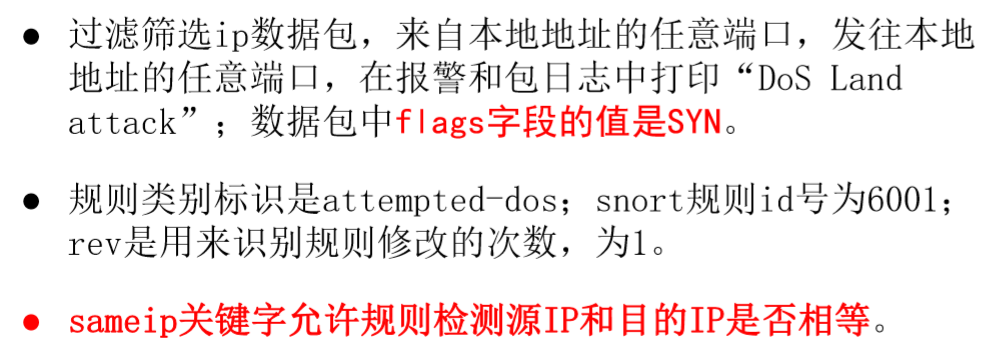 ● 过滤筛选ip数据包，来自本地地址的任意端口，发往本地
地址的任意端口，在报警和包日志中打印“DoS Land
attack”；数据包中flags字段的值是SYN。
● 规则类别标识是attempted-dos；snort规则id号为6001；
rev是用来识别规则修改的次数，为1。
● sameip关键字允许规则检测源IP和目的IP是否相等。